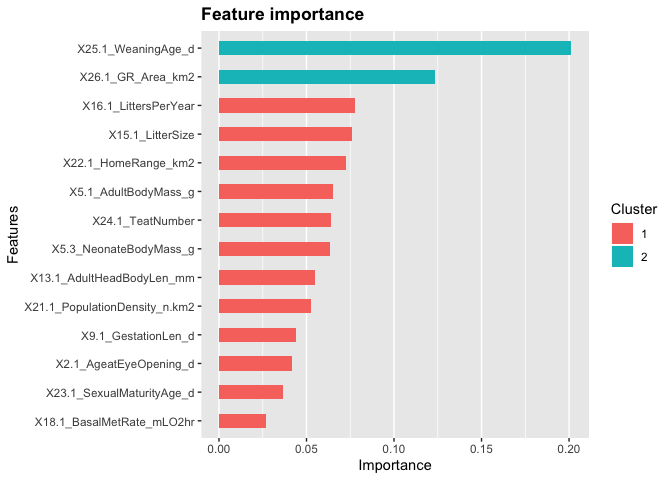 Feature importance
Features
X25.1_WeaningAge_d
X26.1_GR_Area_km2
X16.1_LittersPerYear
X15.1_LitterSize
X22.1_HomeRange_km2
X5.1_AdultBodyMass_g
X24.1_TeatNumber
X5.3_NeonateBodyMass_g
X13.1_AdultHeadBodyLen_mm
X21.1_PopulationDensity_n.km2
X9.1_GestationLen_d
X2.1_AgeatEyeOpening_d
X23.1_SexualMaturityAge_d
X18.1_BasalMetRate_mLO2hr
0.00 0.05 0.10 0.15 0.20
Importance
Cluster
1
2